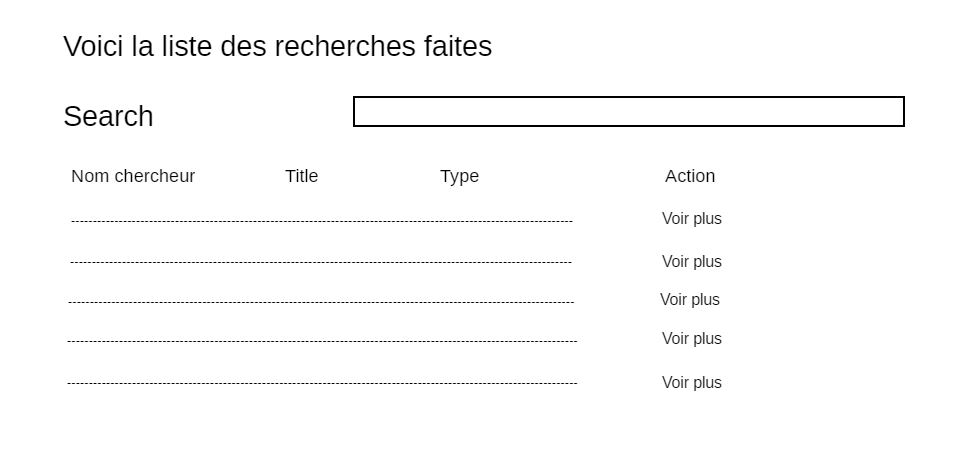 Voici la liste des recherches faites
Search
Nom chercheur Title Type Action
Voir plus
Voir plus
Voir plus
Voir plus
Voir plus